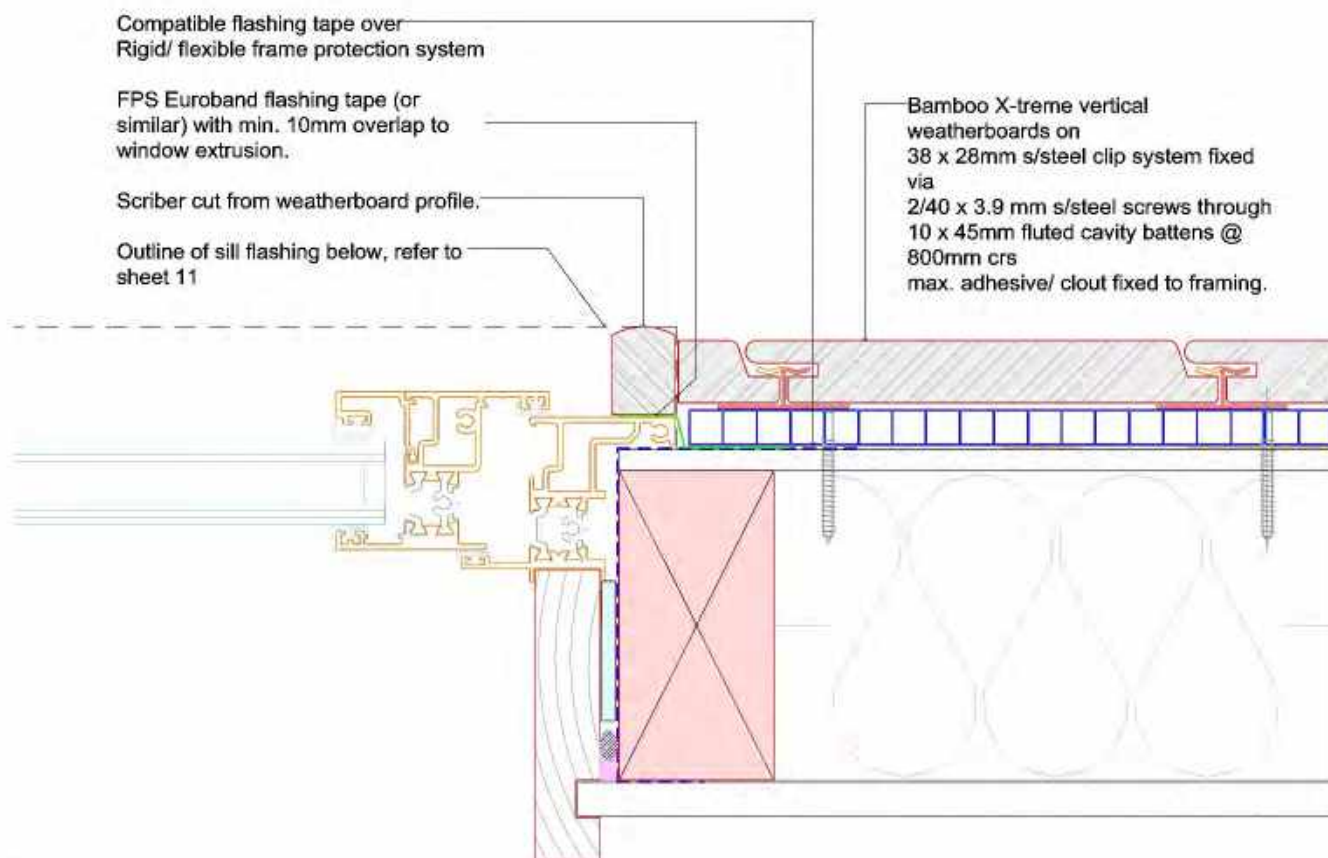 Compatible flashing tape over
Rigid/ flexible frame protection system
FPS Euroband flashing tape (or
similar) with min. 10mm overlap to
window extrusion.
Scriber cut from weatherboard profile.
Outline of sill flashing below, refer to
sheet 11
Bamboo X-treme vertical
weatherboards on
38 x 28mm s/steel clip system fixed
via
2/40 x 3.9 mm s/steel screws through
10 x 45mm fluted cavity battens @
800mm crs
max. adhesive/ clout fixed to framing.